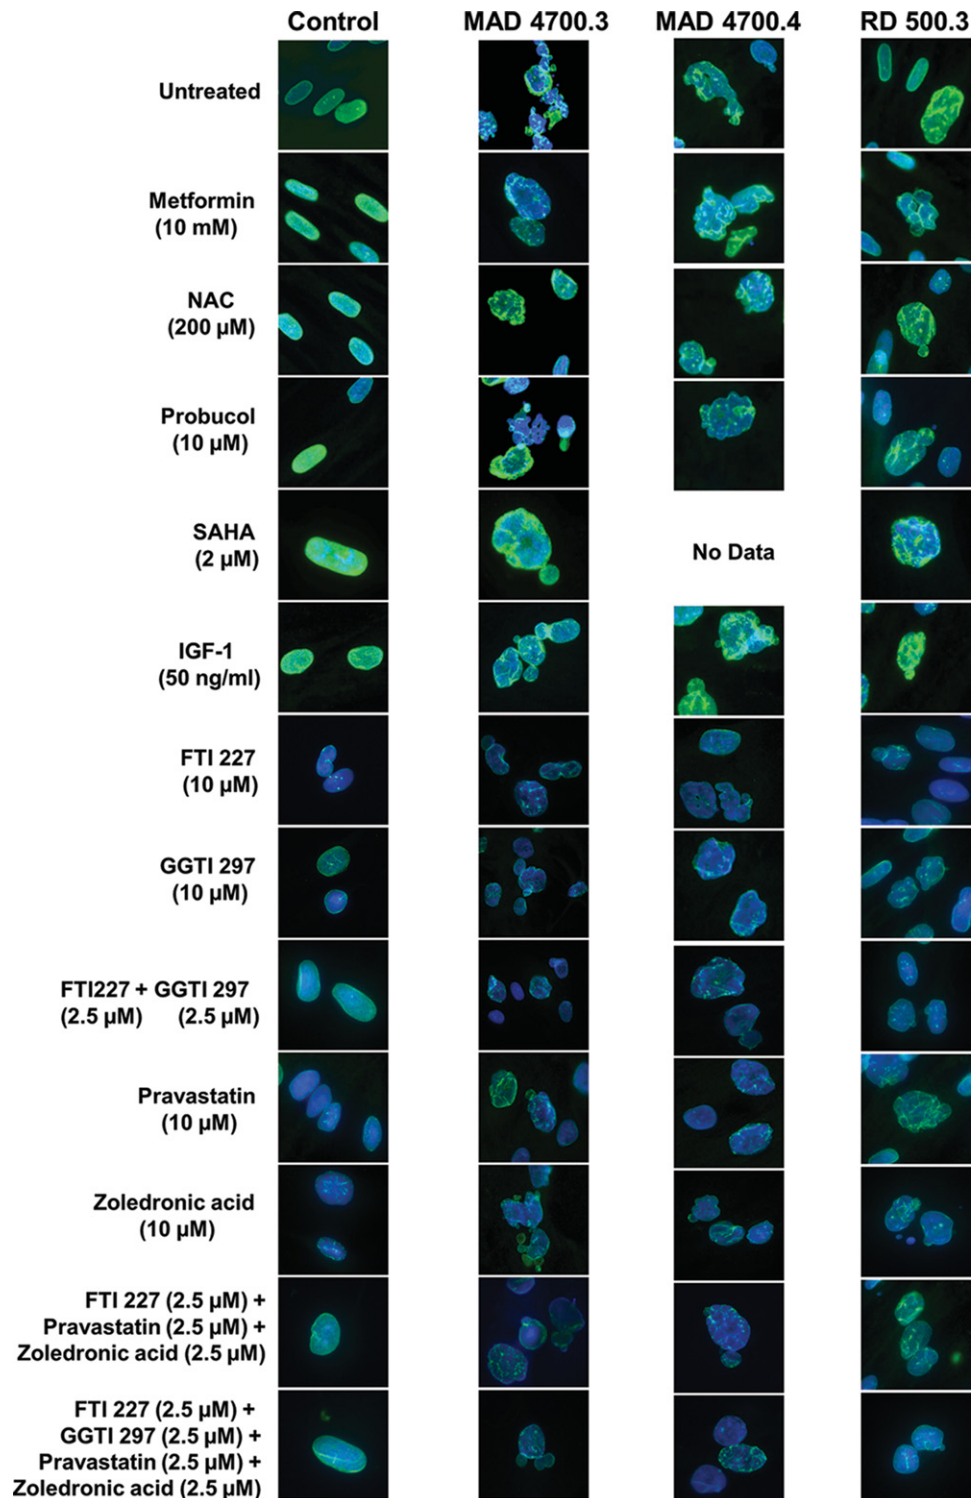 Control MAD 4700.3 MAD 4700.4 RD 500.3
Untreated
Metformin
(10 mM)
NAC
(200 µM)
Probucol
(10 µM)
SAHA
(2 µM)
No Data
IGF-1
(50 ng/ml)
FTI 227
(10 µM)
GGTI 297
(10 µM)
FTI227 + GGTI 297
(2.5 µM) (2.5 µM)
Pravastatin
(10 µM)
Zoledronic acid
(10 µM)
FTI 227 (2.5 µM) +
Pravastatin (2.5 µM) +
Zoledronic acid (2.5 µM)
FTI 227 (2.5 µM) +
GGTI 297 (2.5 µM) +
Pravastatin (2.5 µM) +
Zoledronic acid (2.5 µM)